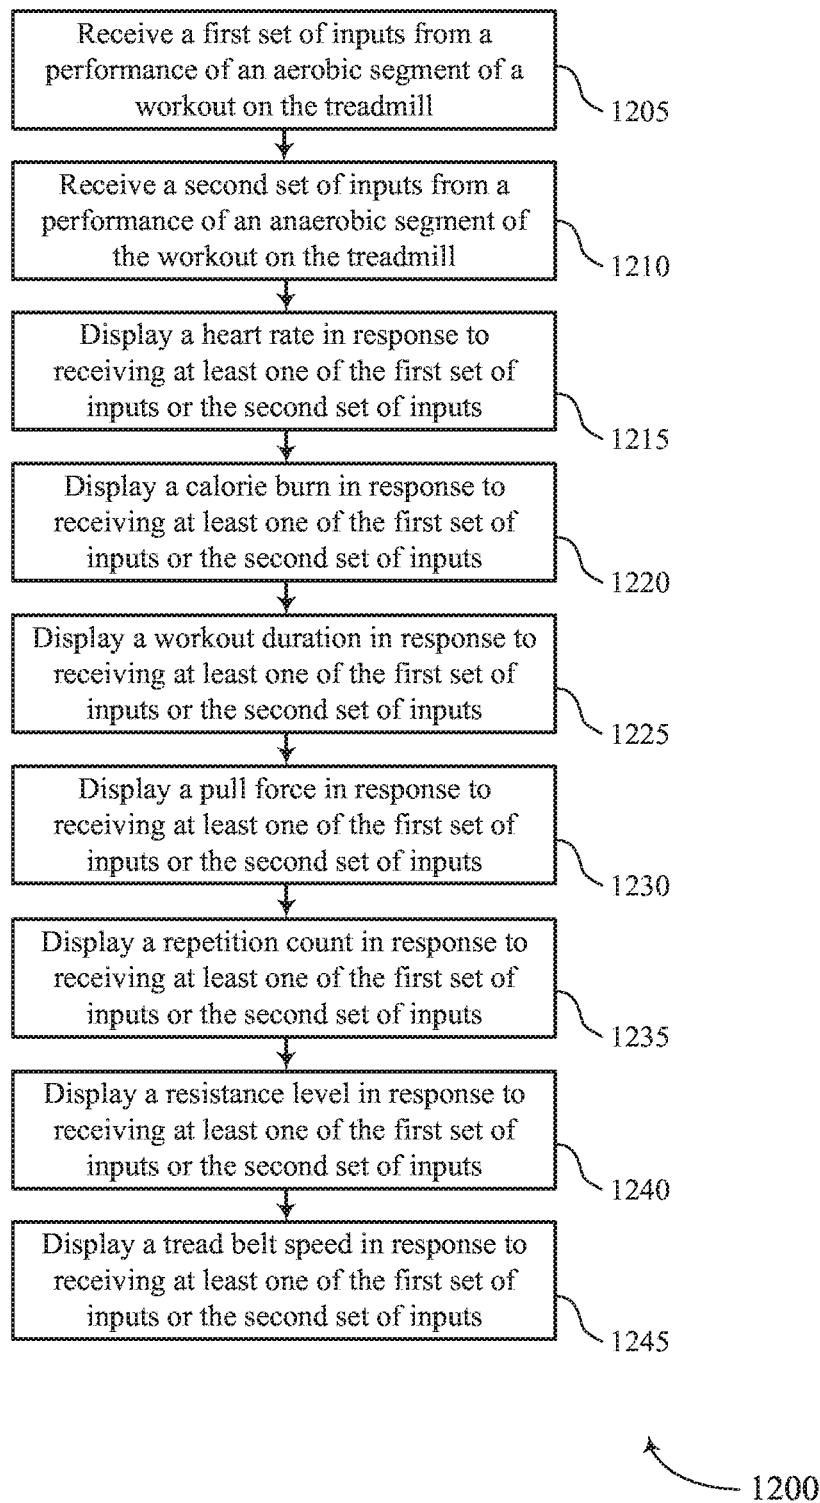 Receive a first set of inputs from a
performance of an aerobic segment of a
workout on the treadmill
1205
Receive a second set of inputs from a
performance of an anaerobic segment of
the workout on the treadmill
1210
Display a heart rate in response to
receiving at least one of the first set of
inputs or the second set of inputs
1215
Display a calorie burn in response to
receiving at least one of the first set of
inputs or the second set of inputs
1220
Display a workout duration in response to
receiving at least one of the first set of
inputs or the second set of inputs
1225
Display a pull force in response to
receiving at least one of the first set of
inputs or the second set of inputs
1230
Display a repetition count in response to
receiving at least one of the first set of
inputs or the second set of inputs
1235
Display a resistance level in response to
receiving at least one of the first set of
inputs or the second set of inputs
1240
Display a tread belt speed in response to
receiving at least one of the first set of
inputs or the second set of inputs
1245
1200